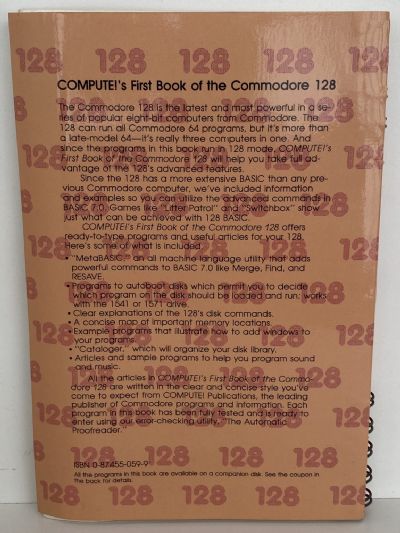 COMPUTE!'s First Book of the Commodore 128
The Commodore 128 is the latest and most powerful in a se-
ries of popular eight-bit computers from Commodore. The
128 can run all Commodore 64 programs, but it's more than
a late-model 64—it's really three computers in one. And
since the programs in this book run in 128 mode, COMPUTE!'s
First Book of the Commodore 128 will help you take full ad-
vantage of the 128's advanced features.
Since the 128 has a more extensive BASIC than any pre-
vious Commodore computer, we've included information
and examples so you can utilize the advanced commands in
BASIC 7.0. Games like "Litter Patrol" and "Switchbox" show
just what can be achieved with 128 BASIC.
COMPUTE!'s First Book of the Commodore 128 offers
ready-to-type programs and useful articles for your 128.
Here's some of what is included:
• "MetaBASIC," an all machine-language utility that adds
powerful commands to BASIC 7.0 like Merge, Find, and
RESAVE.
• Programs to autoboot disks which permit you to decide
which program on the disk should be loaded and run; works
with the 1541 or 1571 drive.
• Clear explanations of the 128's disk commands.
• A concise map of important memory locations.
• Example programs that illustrate how to add windows to
your programs.
• "Cataloger," which will organize your disk library.
• Articles and sample programs to help you program sound
and music.
All the articles in COMPUTE!'s First Book of the Commo-
dore 128 are written in the clear and concise style you've
come to expect from COMPUTE! Publications, the leading
publisher of Commodore programs and information. Each
program in the book has been fully tested and is ready to
enter using our error-checking utility, "The Automatic
Proofreader."
ISBN 0-87455-059-9
All the programs in this book are available on a companion disk. See the coupon in
the back for details.